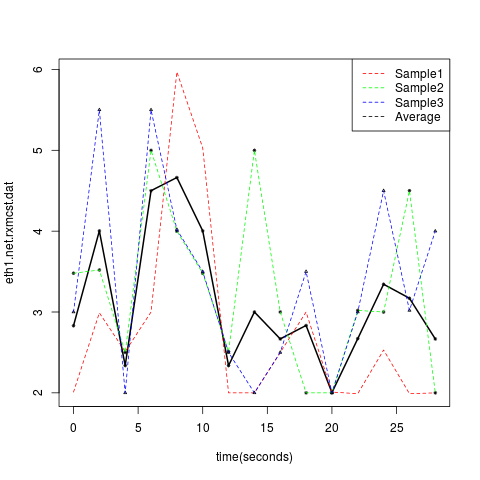 Sample1
Sample2
Sample3
Average
6
5
4
3
2
eth1.net.rxmcst.dat
0 5 10 15 20 25
time(seconds)